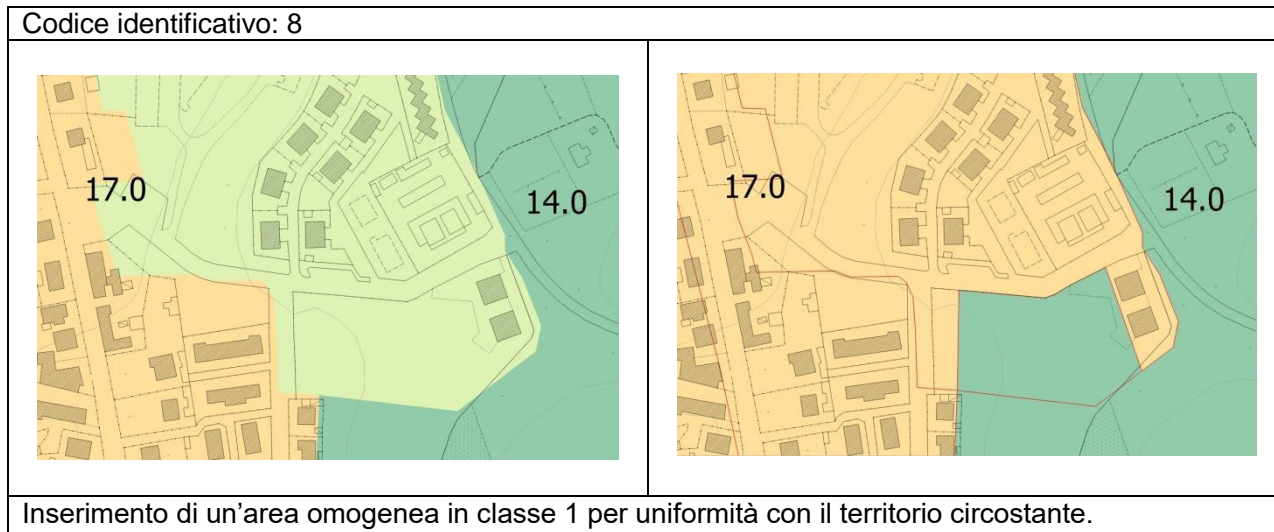 Codice identificativo: 8
17.0
14.0
17.0
14.0
Inserimento di un'area omogenea in classe 1 per uniformità con il territorio circostante.